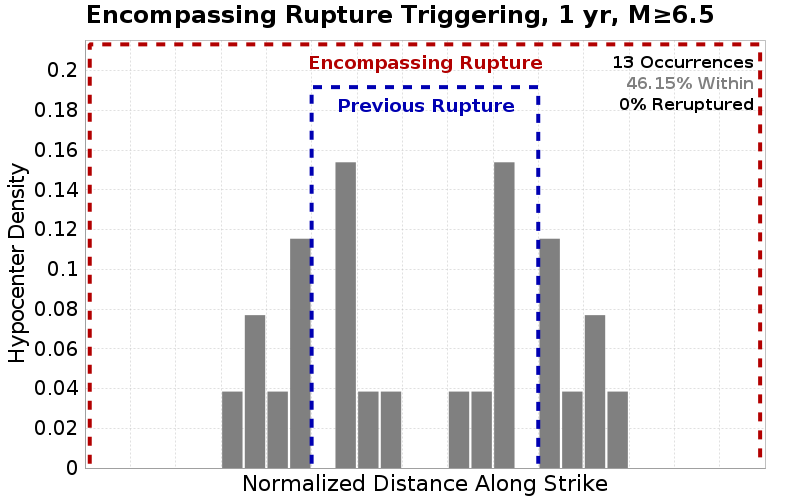 Encompassing Rupture Triggering, 1 yr, M≥6.5
Encompassing Rupture
13 Occurrences
46.15% Within
0% Reruptured
Previous Rupture
Hypocenter Density
0.2
0.18
0.16
0.14
0.12
0.1
0.08
0.06
0.04
0.02
0
Normalized Distance Along Strike